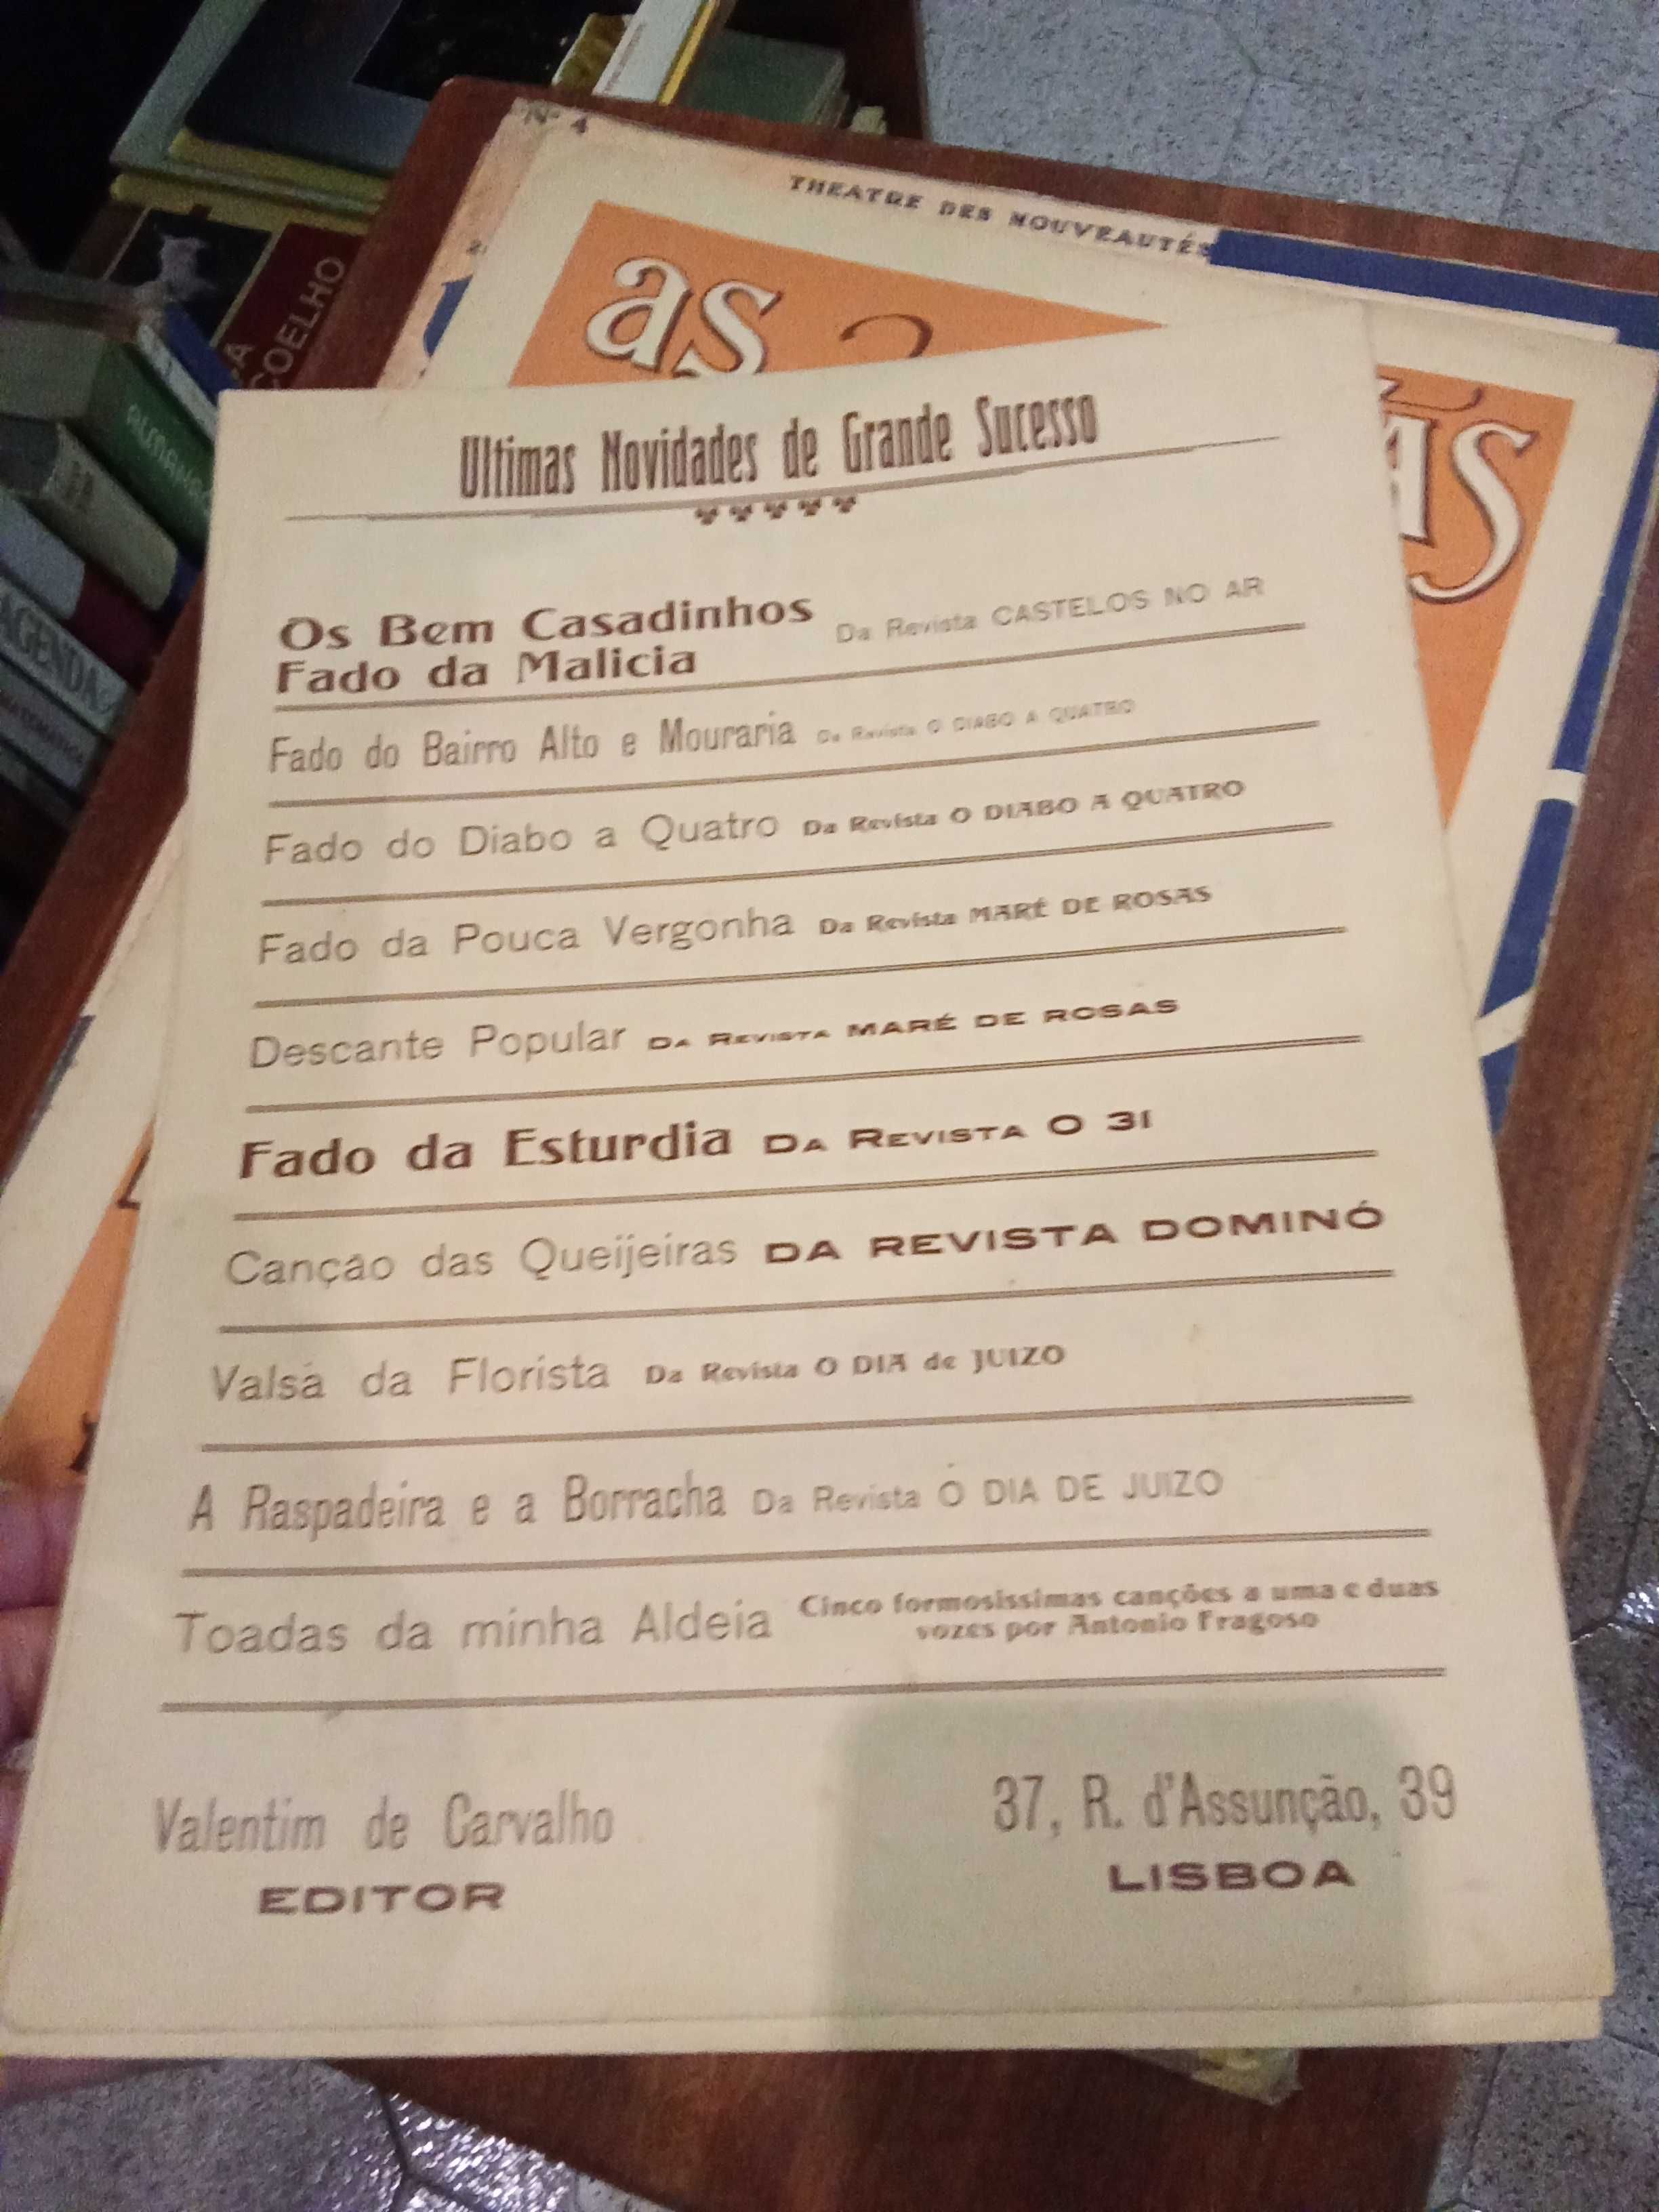 Nº 4
THEATRE DES NOUVEAUTÉS
as
ãs
COELHO
ALMANAQ
AGENDA
Ultimas Novidades de Grande Sucesso
Os Bem Casadinhos
Fado da Malicia
Da Revista CASTELOS NO AR
Fado do Bairro Alto e Mouraria Da Revista O DIABO A QUATRO
Fado do Diabo a Quatro Da Revista O DIABO A QUATRO
Fado da Pouca Vergonha Da Revista MARÉ DE ROSAS
Descante Popular DA REVISTA MARÉ DE ROSAS
Fado da Esturdia DA REVISTA O 31
Canção das Queijeiras DA REVISTA DOMINÓ
Valsa da Florista Da Revista O DIA de JUIZO
A Raspadeira e a Borracha Da Revista O DIA DE JUIZO
Toadas da minha Aldeia Cinco formosissimas canções a uma e duas
vozes por Antonio Fragoso
Valentim de Carvalho
EDITOR
37, R. d'Assunção, 39
LISBOA